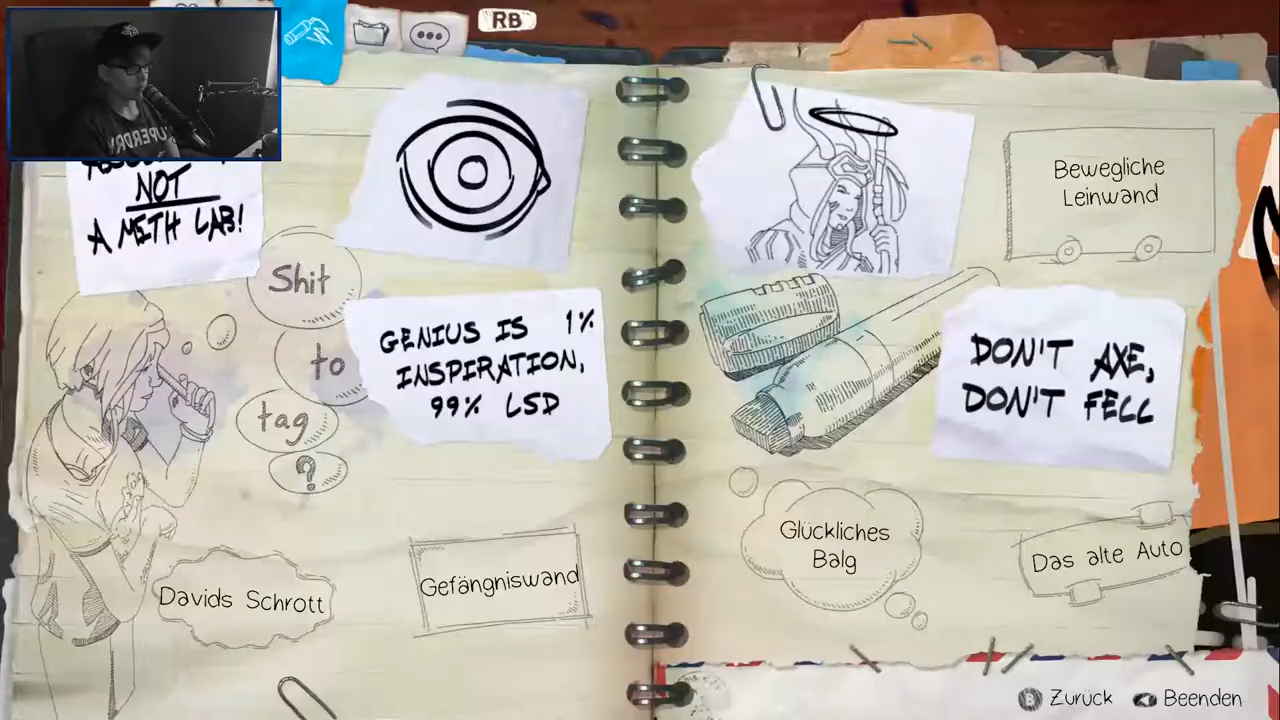 RB
NOT
A METH LAB!
Shit
to
tag
?
GENIUS IS 1%
INSPIRATION,
99% LSD
Davids Schrott
Gefängniswand
Bewegliche
Leinwand
DON'T AXE,
DON'T FELL
Glückliches
Balg
Das alte Auto
B Zurück
Beenden
SUPERDRY